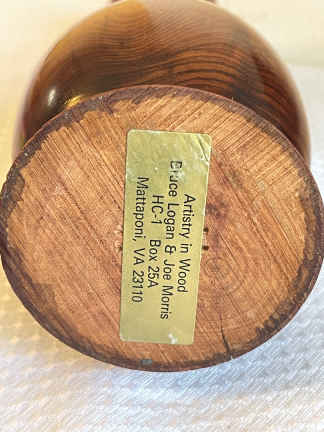 Artistry in Wood
Bruce Logan & Joe Morris
HC-1 Box 25A
Mattaponi, VA 23110